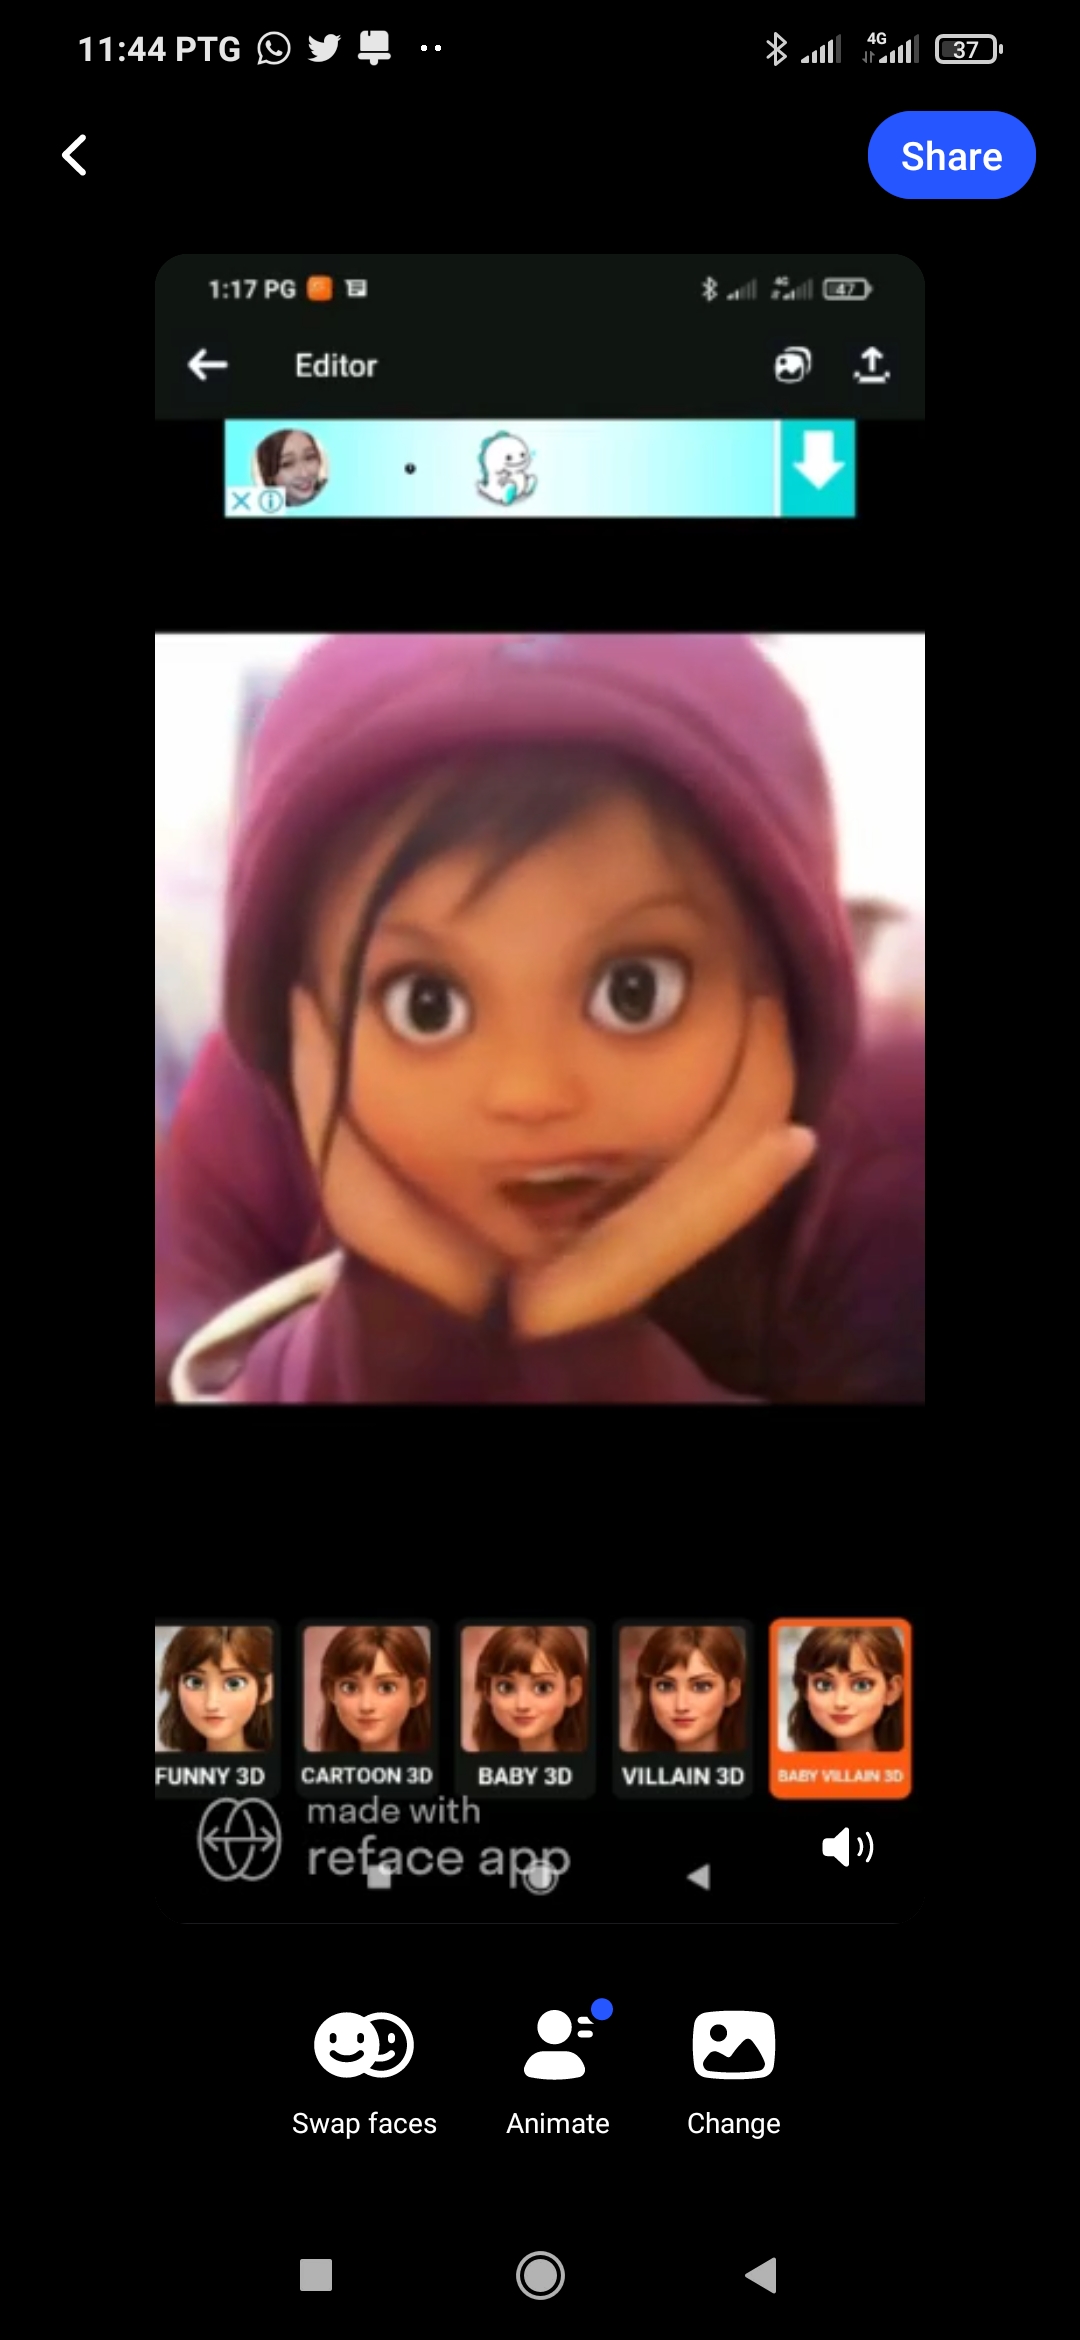 11:44 PTG
4G
37
Share
1:17 PG
4G
47
Editor
FUNNY 3D
CARTOON 3D
BABY 3D
VILLAIN 3D
BABY VILLAIN 3D
made with
reface app
Swap faces
Animate
Change